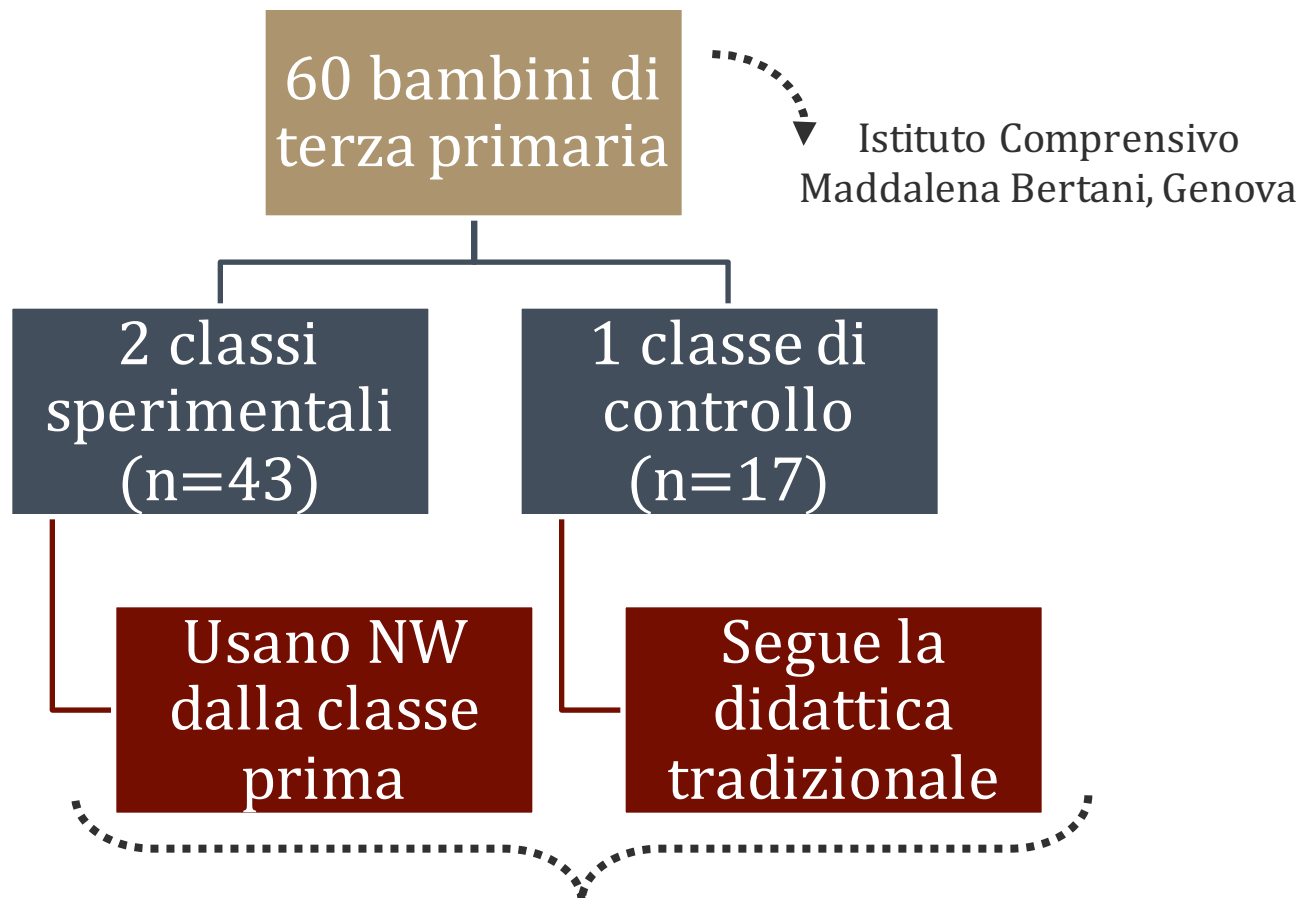 60 bambini di
terza primaria
Istituto Comprensivo
Maddalena Bertani, Genova
2 classi
sperimentali
(n=43)
1 classe di
controllo
(n=17)
Usano NW
dalla classe
prima
Segue la
didattica
tradizionale